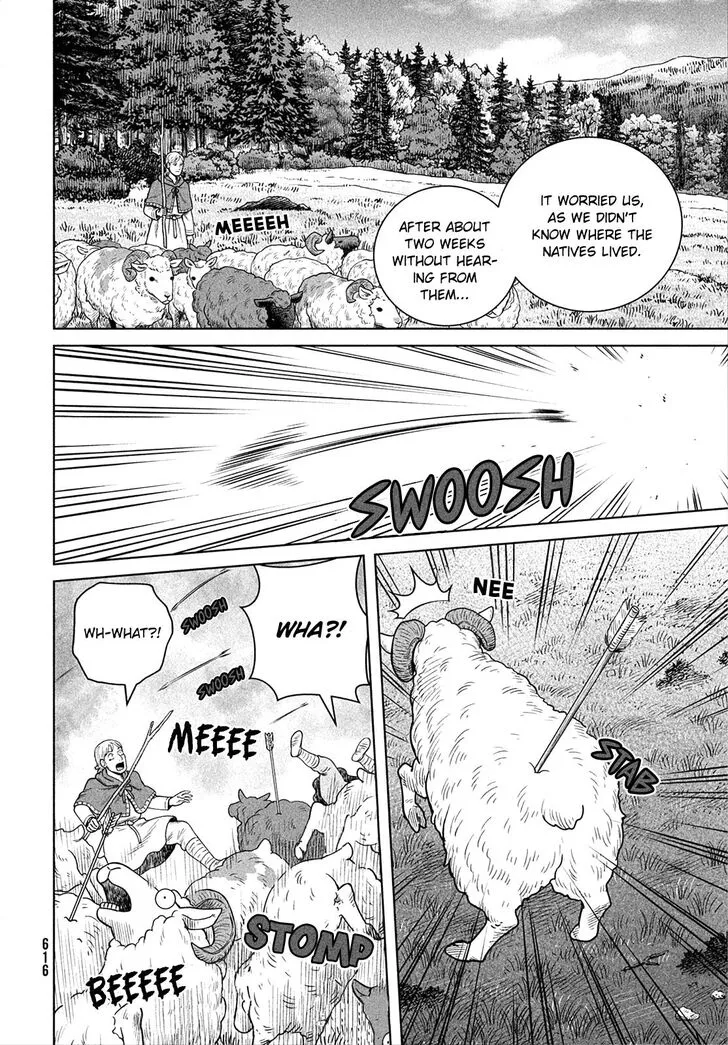 IT WORRIED US,
AS WE DIDN'T
KNOW WHERE THE
NATIVES LIVED.
AFTER ABOUT
TWO WEEKS
WITHOUT HEAR-
ING FROM
THEM...
MEEEEH
SWOOSH
NEE
STAB
WHA?!
WH-WHAT?!
SWOOSH
SWOOSH
MEEEE
STOMP
BEEEEE
616